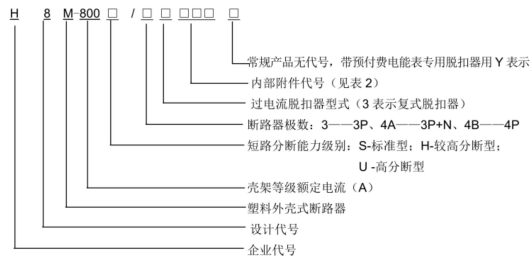 H 8 M-800 □ / □ □ □□□ □
常规产品无代号，带预付费电能表专用脱扣器用 Y 表示
内部附件代号（见表 2）
过电流脱扣器型式（3 表示复式脱扣器）
断路器极数：3——3P、4A——3P+N、4B——4P
短路分断能力级别：S-标准型；H-较高分断型；
U -高分断型
壳架等级额定电流（A）
塑料外壳式断路器
设计代号
企业代号